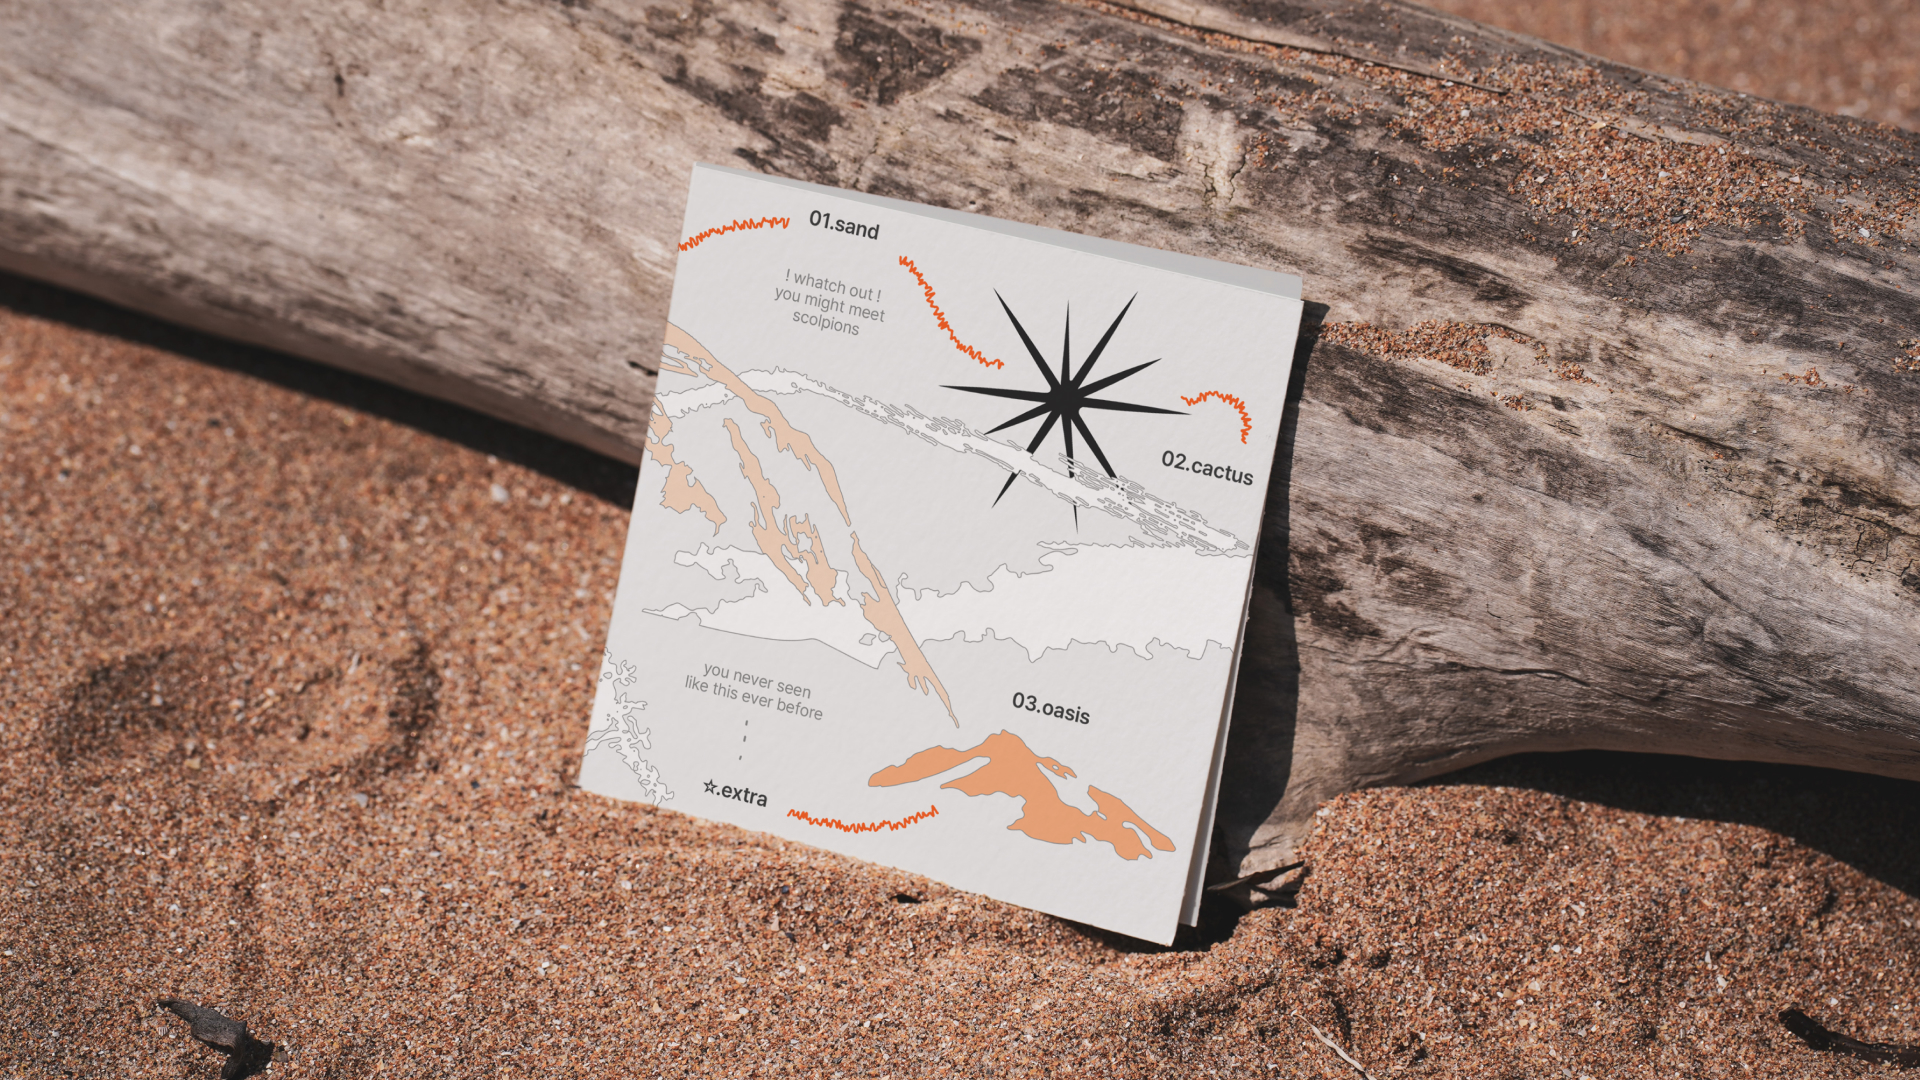 01.sand
! whatch out !
you might meet
scolpions
02.cactus
you never seen
like this ever before
03.oasis
☆.extra